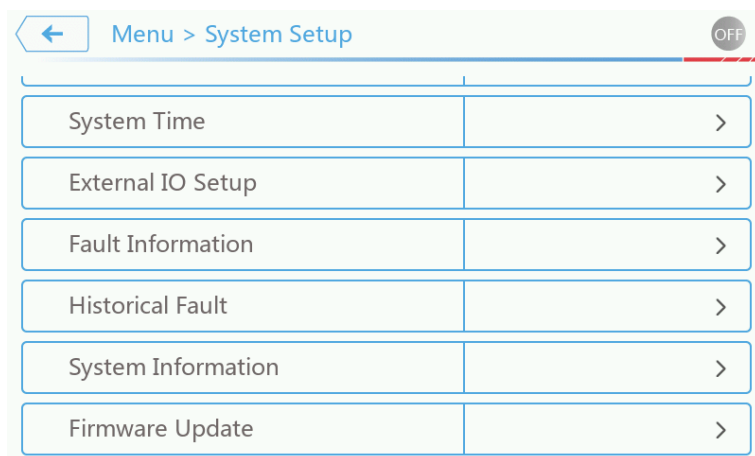 Menu > System Setup
OFF
System Time
External IO Setup
Fault Information
Historical Fault
System Information
Firmware Update